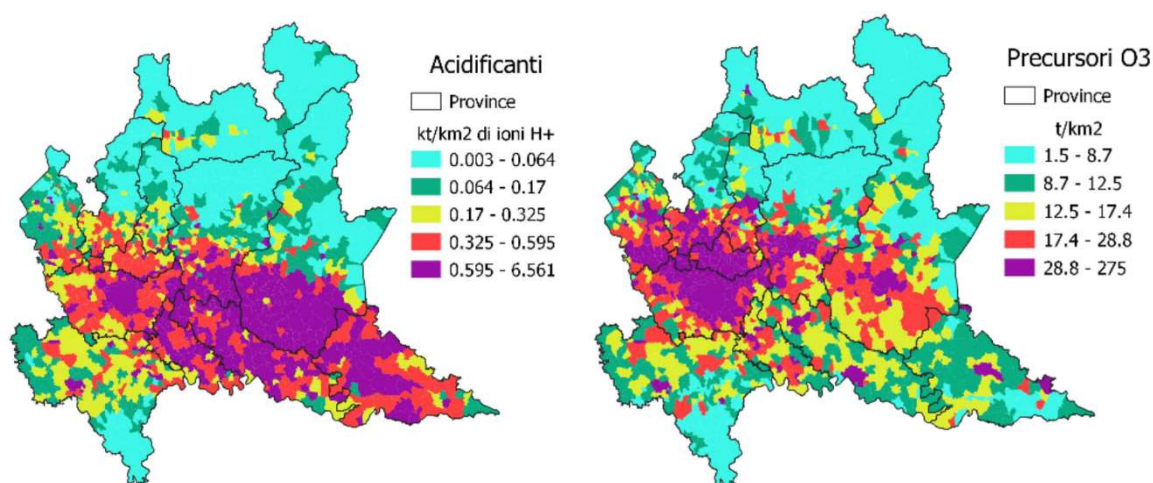 Acidificanti
Province
kt/km2 di ioni H+
0.003 - 0.064
0.064 - 0.17
0.17 - 0.325
0.325 - 0.595
0.595 - 6.561
Precursori O3
Province
t/km2
1.5 - 8.7
8.7 - 12.5
12.5 - 17.4
17.4 - 28.8
28.8 - 275